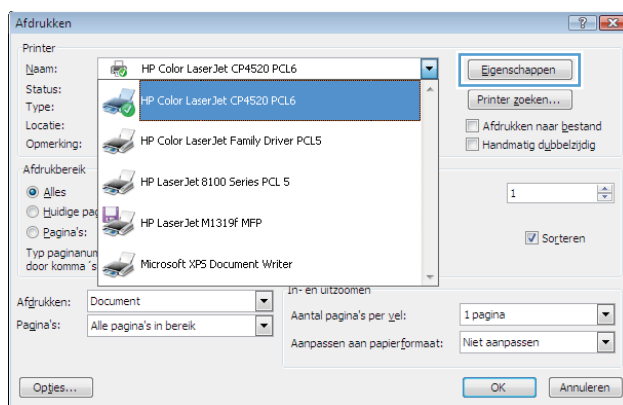 Afdrukken
Printer
Naam: HP Color LaserJet CP4520 PCL6
Eigenschappen
Status:
HP Color LaserJet CP4520 PCL6
Printer zoeken...
Type:
Locatie:
Afdrukken naar bestand
Opmerking:
HP Color LaserJet Family Driver PCL5
Handmatig dubbelzijdig
Afdrukbereik
HP LaserJet 8100 Series PCL 5
Alles
1
Huidige pag
HP LaserJet M1319f MFP
Pagina's:
Sorteren
Typ paginanun
door komma 's
Microsoft XPS Document Writer
In- en uitzoomen
Afdrukken: Document
Aantal pagina's per vel: 1 pagina
Pagina's: Alle pagina's in bereik
Aanpassen aan papierformaat: Niet aanpassen
Opties...
OK
Annuleren